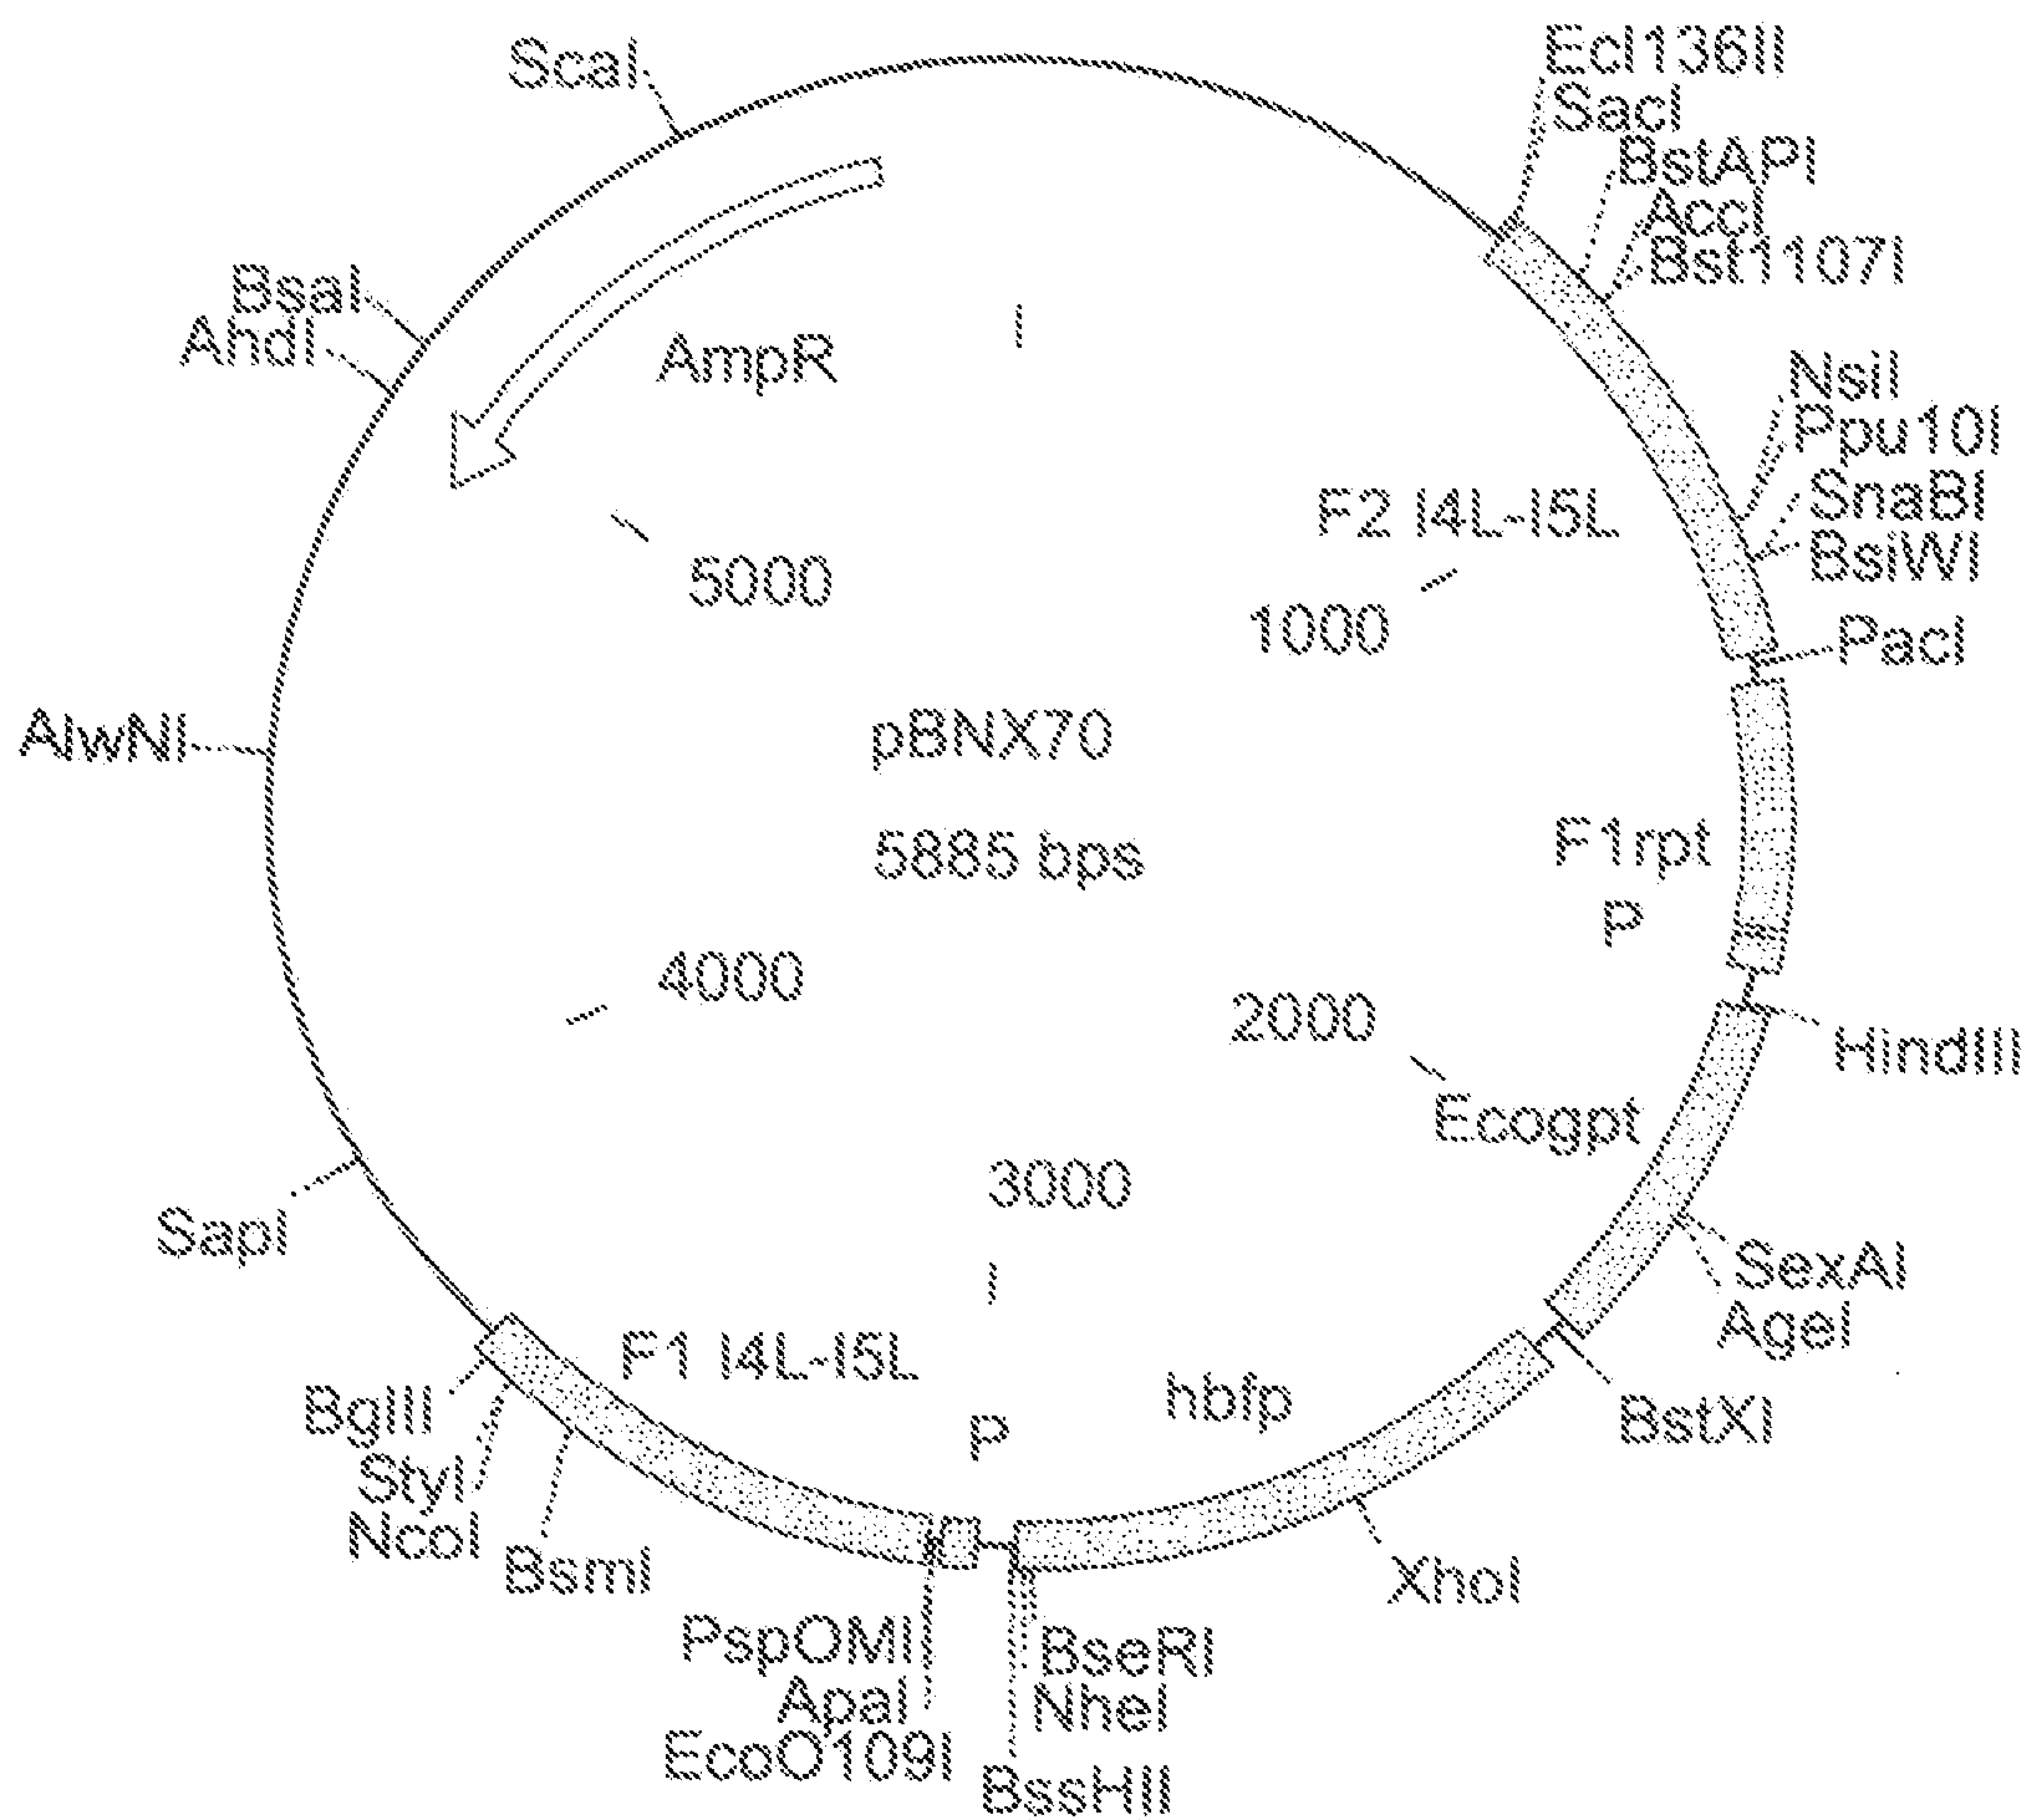 ScaI
Ecl136II
SacI
BstAPI
AccI
Bst1107I
BsaI
AhdI
AmpR
NsiI
Ppu10I
SnaBI
BsiWI
F2 I4L-I5L
5000
1000
PacI
AlwNI
pBNX70
F1rpt
5885 bps
P
4000
2000
HindIII
Ecogpt
3000
SapI
SexAI
AgeI
F1 I4L-I5L
hbfp
BglII
BstXI
P
StyI
NcoI
BsmI
XhoI
PspOMI
BseRI
ApaI
NheI
EcoO109I
BssHII